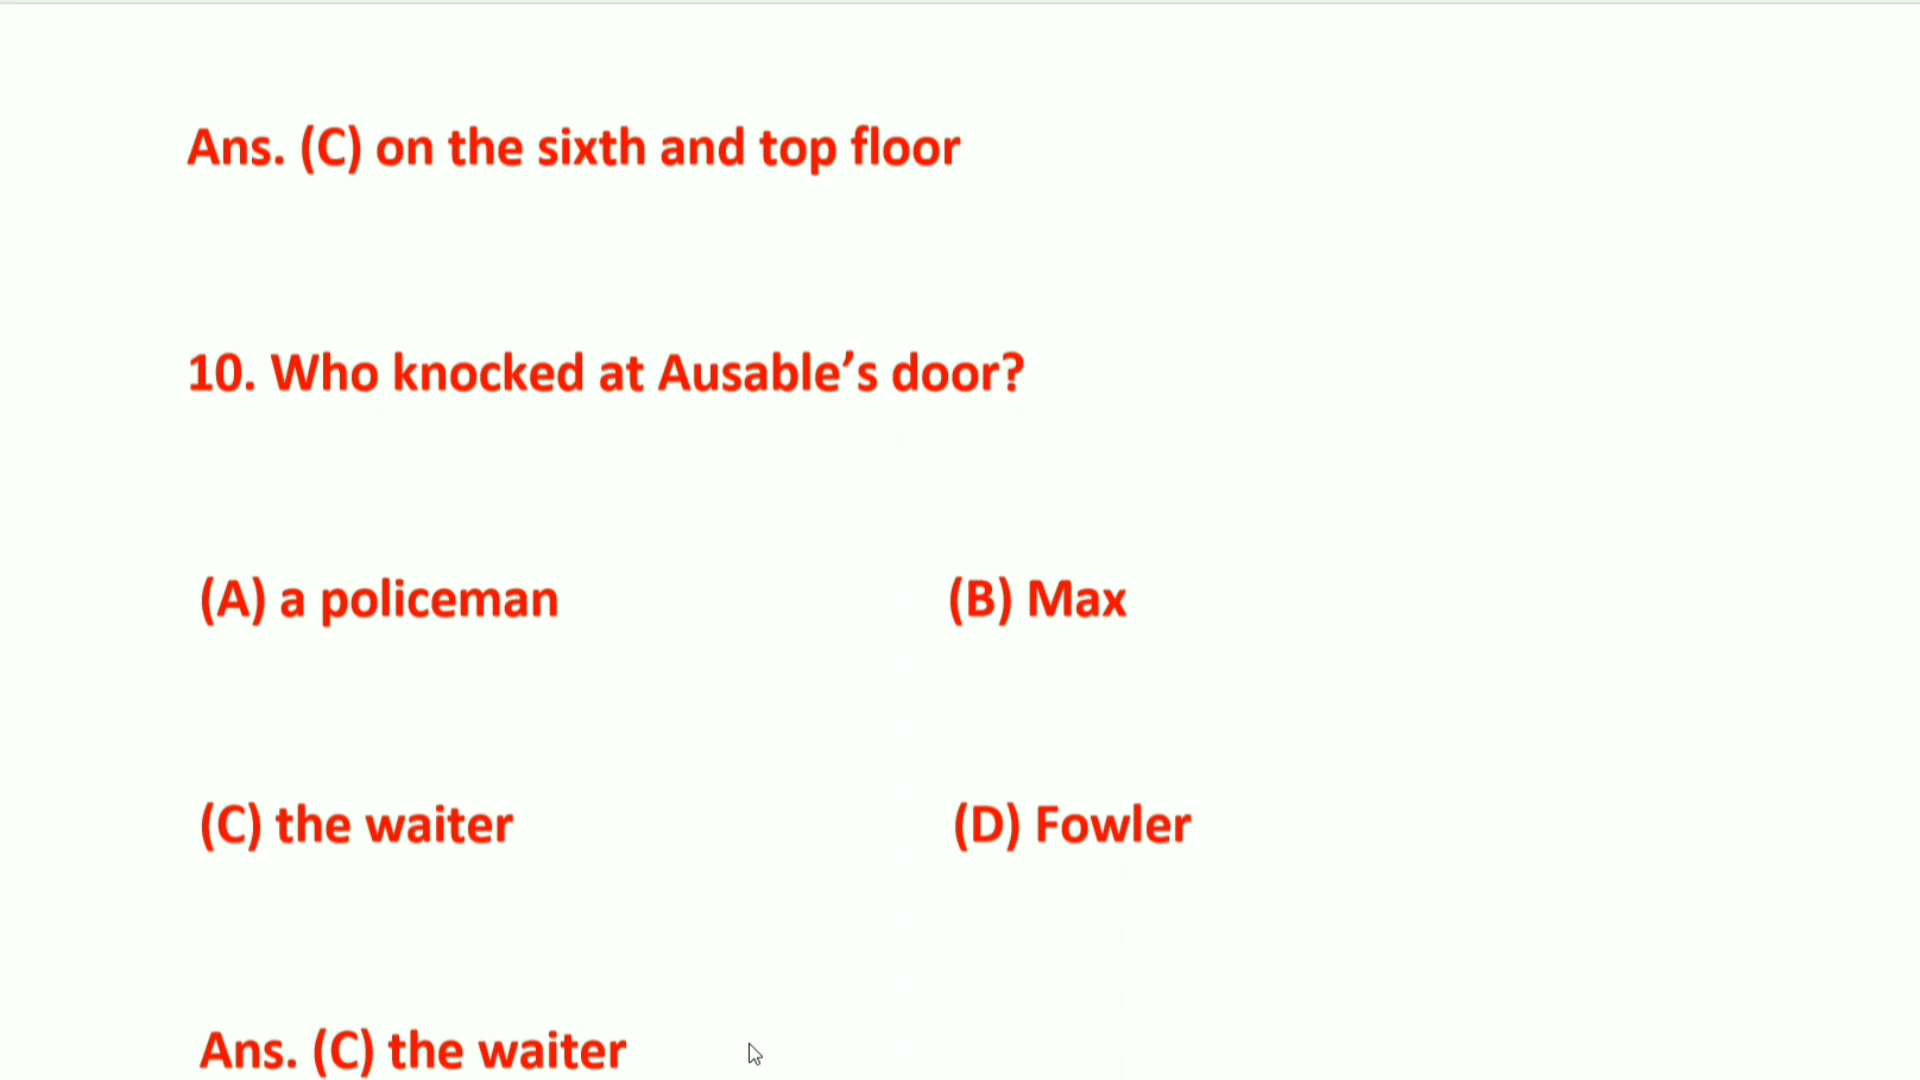 Ans. (C) on the sixth and top floor
10. Who knocked at Ausable’s door?
(A) a policeman (B) Max
(C) the waiter (D) Fowler
Ans. (C) the waiter